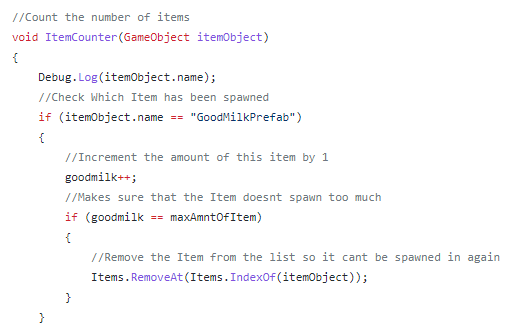 //Count the number of items
void ItemCounter(GameObject itemObject)
{
Debug.Log(itemObject.name);
//Check Which Item has been spawned
if (itemObject.name == "GoodMilkPrefab")
{
//Increment the amount of this item by 1
goodmilk++;
//Makes sure that the Item doesnt spawn too much
if (goodmilk == maxAmntOfItem)
{
//Remove the Item from the list so it cant be spawned in again
Items.RemoveAt(Items.IndexOf(itemObject));
}
}